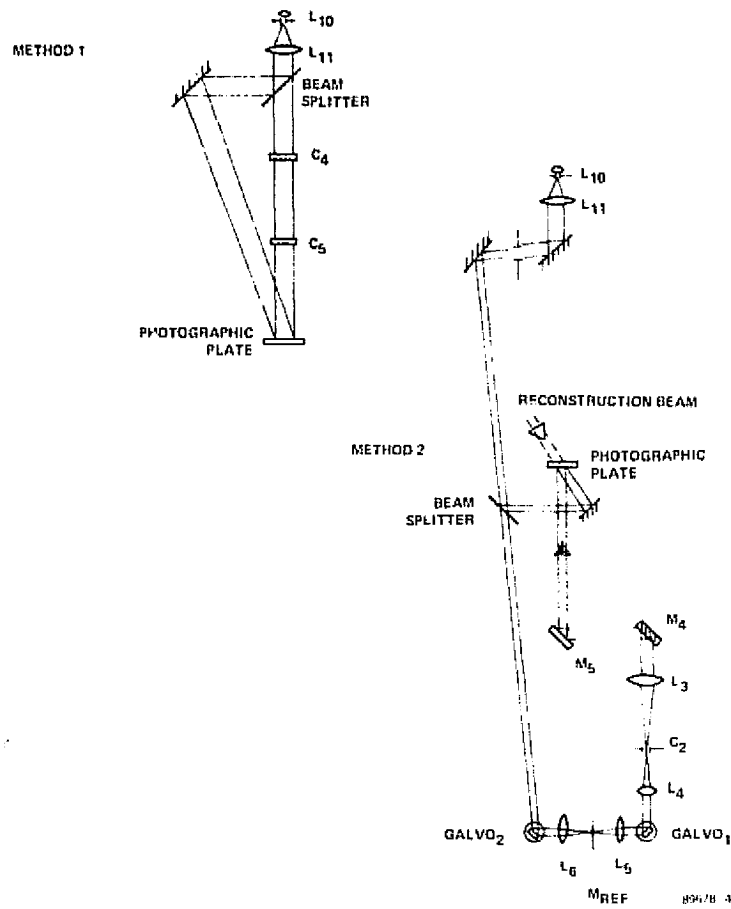 METHOD 1
L10
L11
BEAM
SPLITTER
C4
C5
PHOTOGRAPHIC
PLATE
L10
L11
RECONSTRUCTION BEAM
METHOD 2
PHOTOGRAPHIC
PLATE
BEAM
SPLITTER
M4
M5
L3
C2
L4
GALVO2
GALVO1
L6
L5
MREF